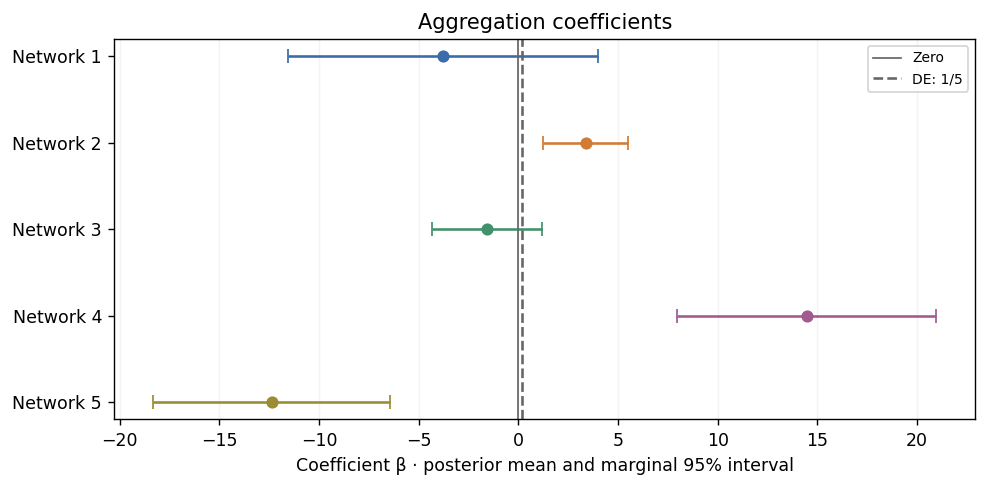 Aggregation coefficients
Zero
DE: 1/5
Network 1
Network 2
Network 3
Network 4
Network 5
−20 −15 −10 −5 0 5 10 15 20
Coefficient β · posterior mean and marginal 95% interval